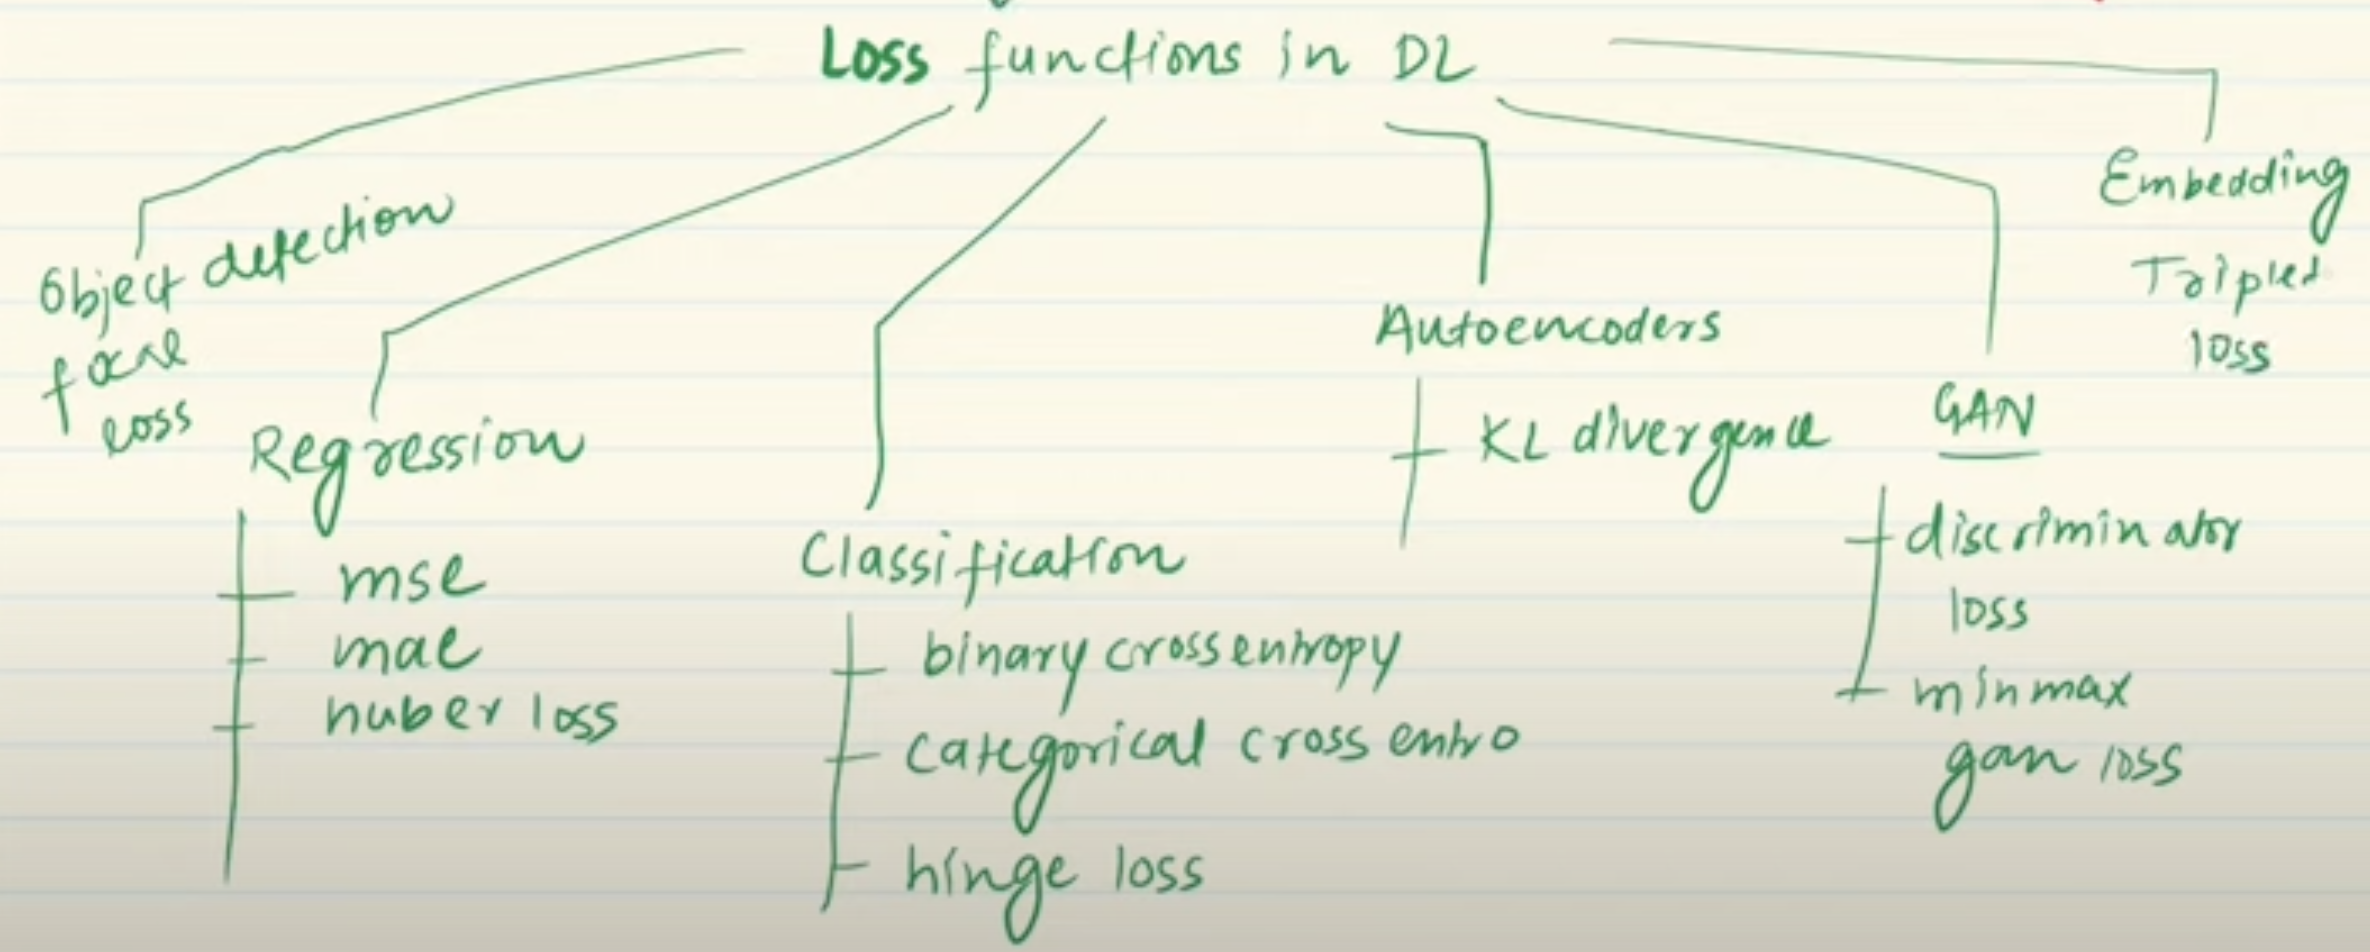 Loss functions in DL
Object detection
focal
loss
Regression
mse
mae
huber loss
Classification
binary crossentropy
categorical cross entro
hinge loss
Autoencoders
KL divergence
GAN
discriminator
loss
minmax
gan loss
Embedding
Triplet
loss